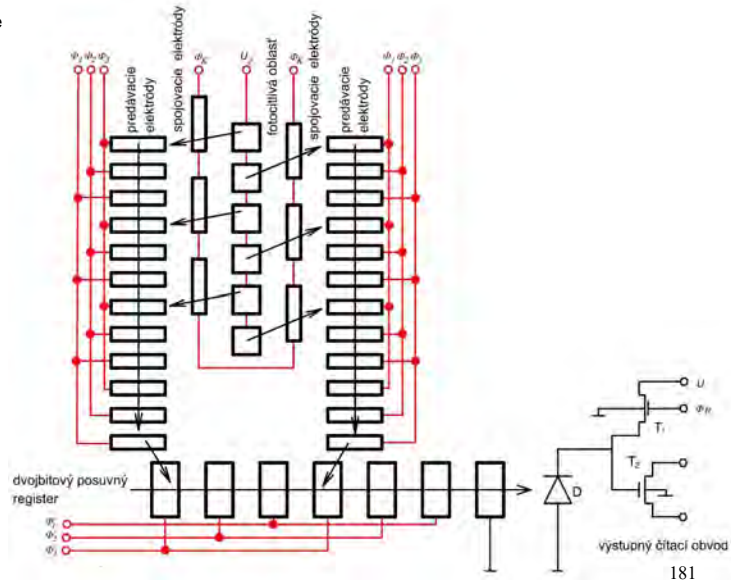 e
Φ1 Φ2 Φ3
predávacie
elektródy
spojovacie elektródy
ΦK
fotocitlivá oblasť
ΦK
spojovacie elektródy
predávacie
elektródy
Φ1 Φ2 Φ3
U
ΦR
T1
T2
D
dvojbitový posuvný
register
Φ1
Φ2
Φ3
výstupný čítací obvod
181